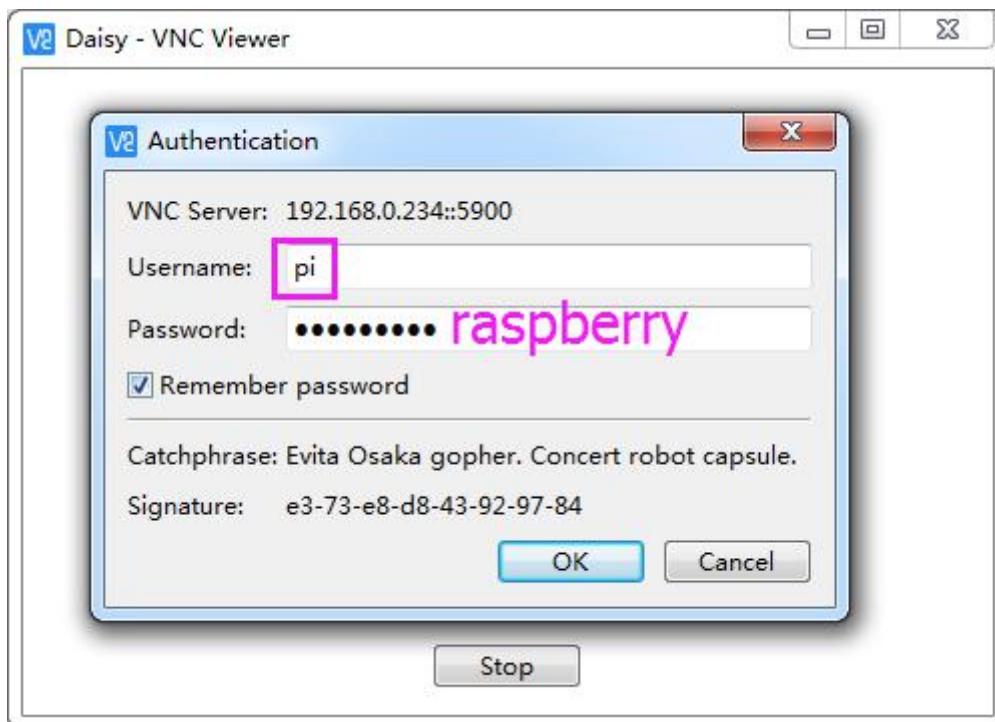 Daisy - VNC Viewer
Authentication
VNC Server: 192.168.0.234::5900
Username: pi
Password: ●●●●●●●●● raspberry
Remember password
Catchphrase: Evita Osaka gopher. Concert robot capsule.
Signature: e3-73-e8-d8-43-92-97-84
OK Cancel
Stop